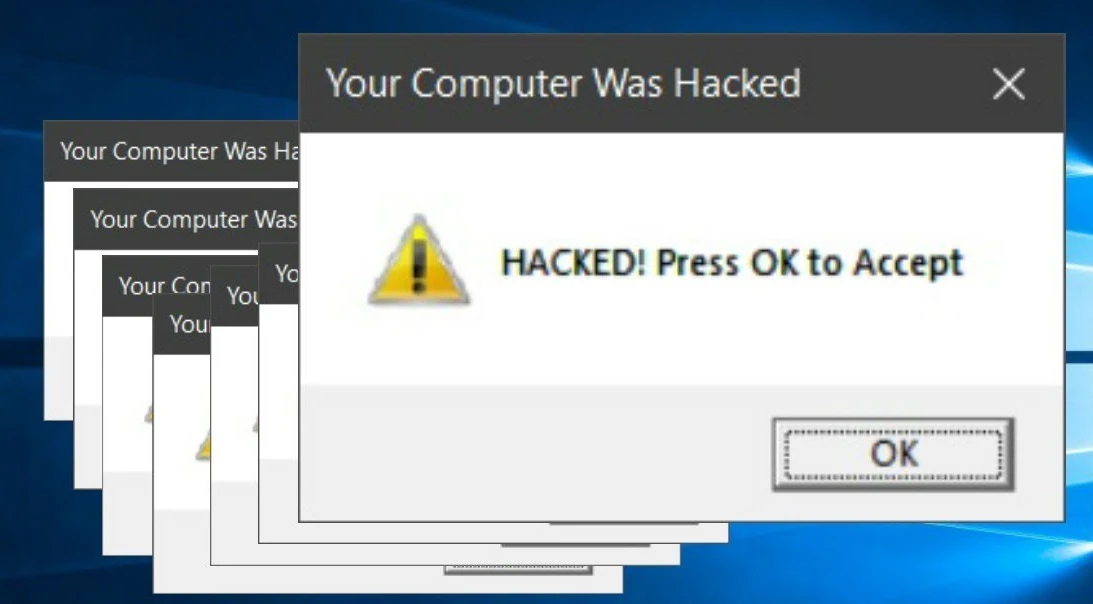 Your Computer Was Hacked
Your Computer Was Ha
Your Computer Was
Your Con
You
You
Yo
HACKED! Press OK to Accept
OK